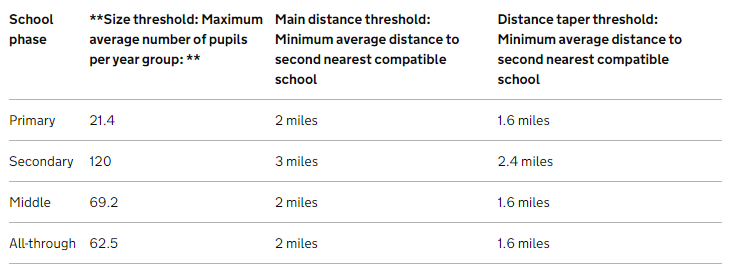 School phase | **Size threshold: Maximum average number of pupils per year group: ** | Main distance threshold: Minimum average distance to second nearest compatible school | Distance taper threshold: Minimum average distance to second nearest compatible school
Primary | 21.4 | 2 miles | 1.6 miles
Secondary | 120 | 3 miles | 2.4 miles
Middle | 69.2 | 2 miles | 1.6 miles
All-through | 62.5 | 2 miles | 1.6 miles